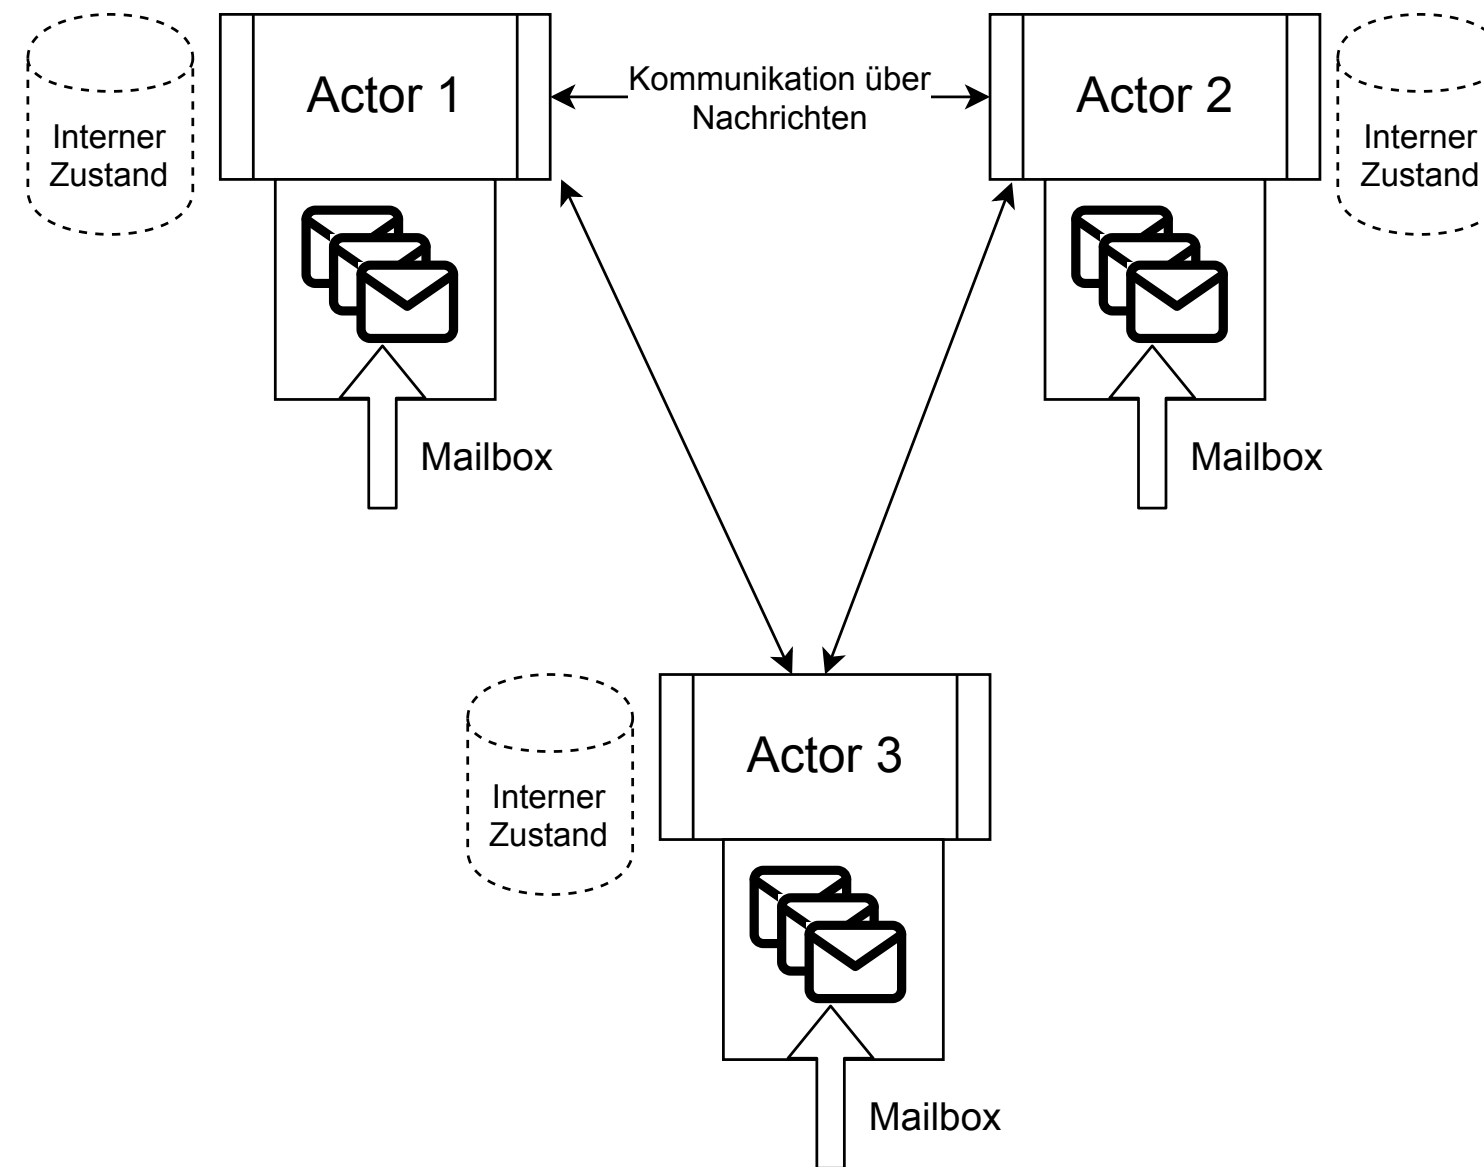 Actor 1
Kommunikation über
Nachrichten
Actor 2
Interner
Zustand
Interner
Zustand
Mailbox
Mailbox
Actor 3
Interner
Zustand
Mailbox